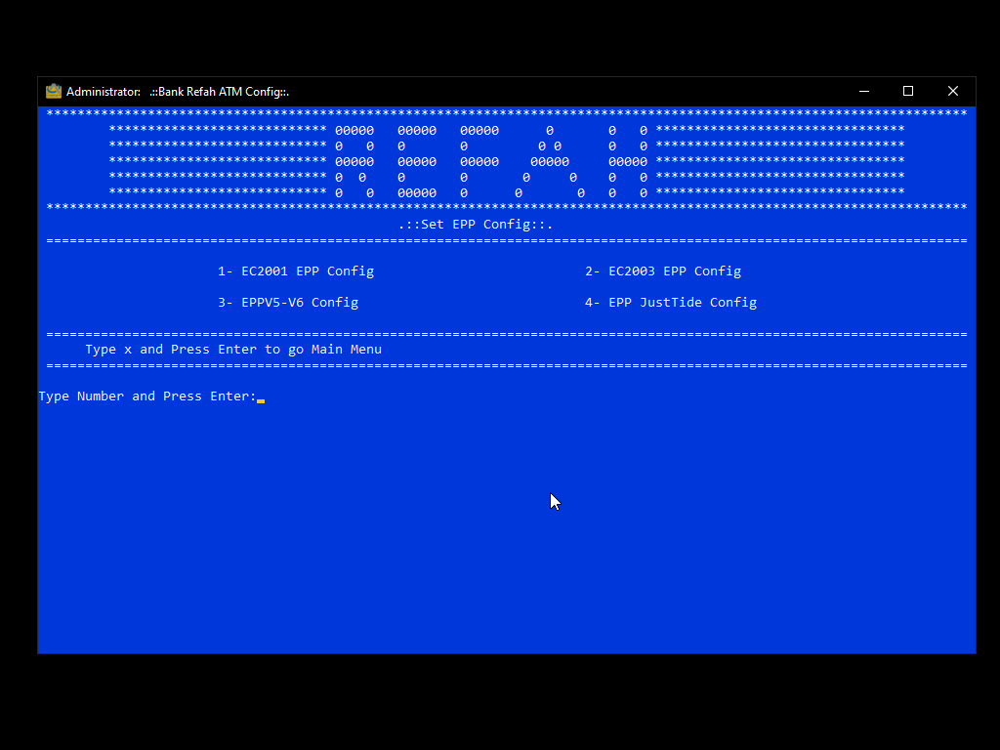 Administrator:  .::Bank Refah ATM Config::.
***********************************************************************************************************************
**************************** 00000   00000   00000      0       0   0 ********************************
**************************** 0   0   0       0         0 0      0   0 ********************************
**************************** 00000   00000   00000    00000     00000 ********************************
**************************** 0  0    0       0       0     0    0   0 ********************************
**************************** 0   0   00000   0      0       0   0   0 ********************************
***********************************************************************************************************************
.::Set EPP Config::.
=======================================================================================================================
1- EC2001 EPP Config                           2- EC2003 EPP Config
3- EPPV5-V6 Config                             4- EPP JustTide Config
=======================================================================================================================
Type x and Press Enter to go Main Menu
=======================================================================================================================
Type Number and Press Enter: